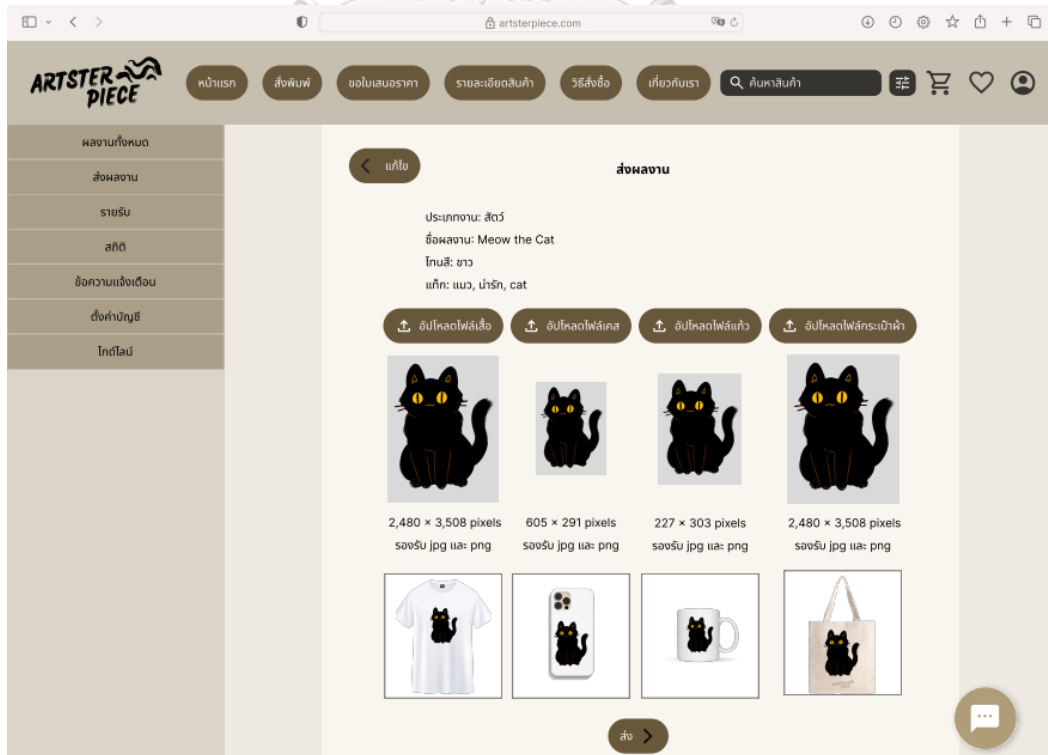 artsterpiece.com
ARTSTER
PIECE
หน้าแรก
สั่งพิมพ์
ขอใบเสนอราคา
รายละเอียดสินค้า
วิธีสั่งซื้อ
เกี่ยวกับเรา
ค้นหาสินค้า
ผลงานทั้งหมด
ส่งผลงาน
รายรับ
สถิติ
ข้อความแจ้งเตือน
ตั้งค่าบัญชี
ไกด์ไลน์
แก้ไข
ส่งผลงาน
ประเภทงาน: สัตว์
ชื่อผลงาน: Meow the Cat
โทนสี: ขาว
แท็ก: แมว, น่ารัก, cat
อัปโหลดไฟล์เสื้อ
อัปโหลดไฟล์เคส
อัปโหลดไฟล์แก้ว
อัปโหลดไฟล์กระเป๋าผ้า
2,480 × 3,508 pixels
605 × 291 pixels
227 × 303 pixels
2,480 × 3,508 pixels
รองรับ jpg และ png
รองรับ jpg และ png
รองรับ jpg และ png
รองรับ jpg และ png
ส่ง